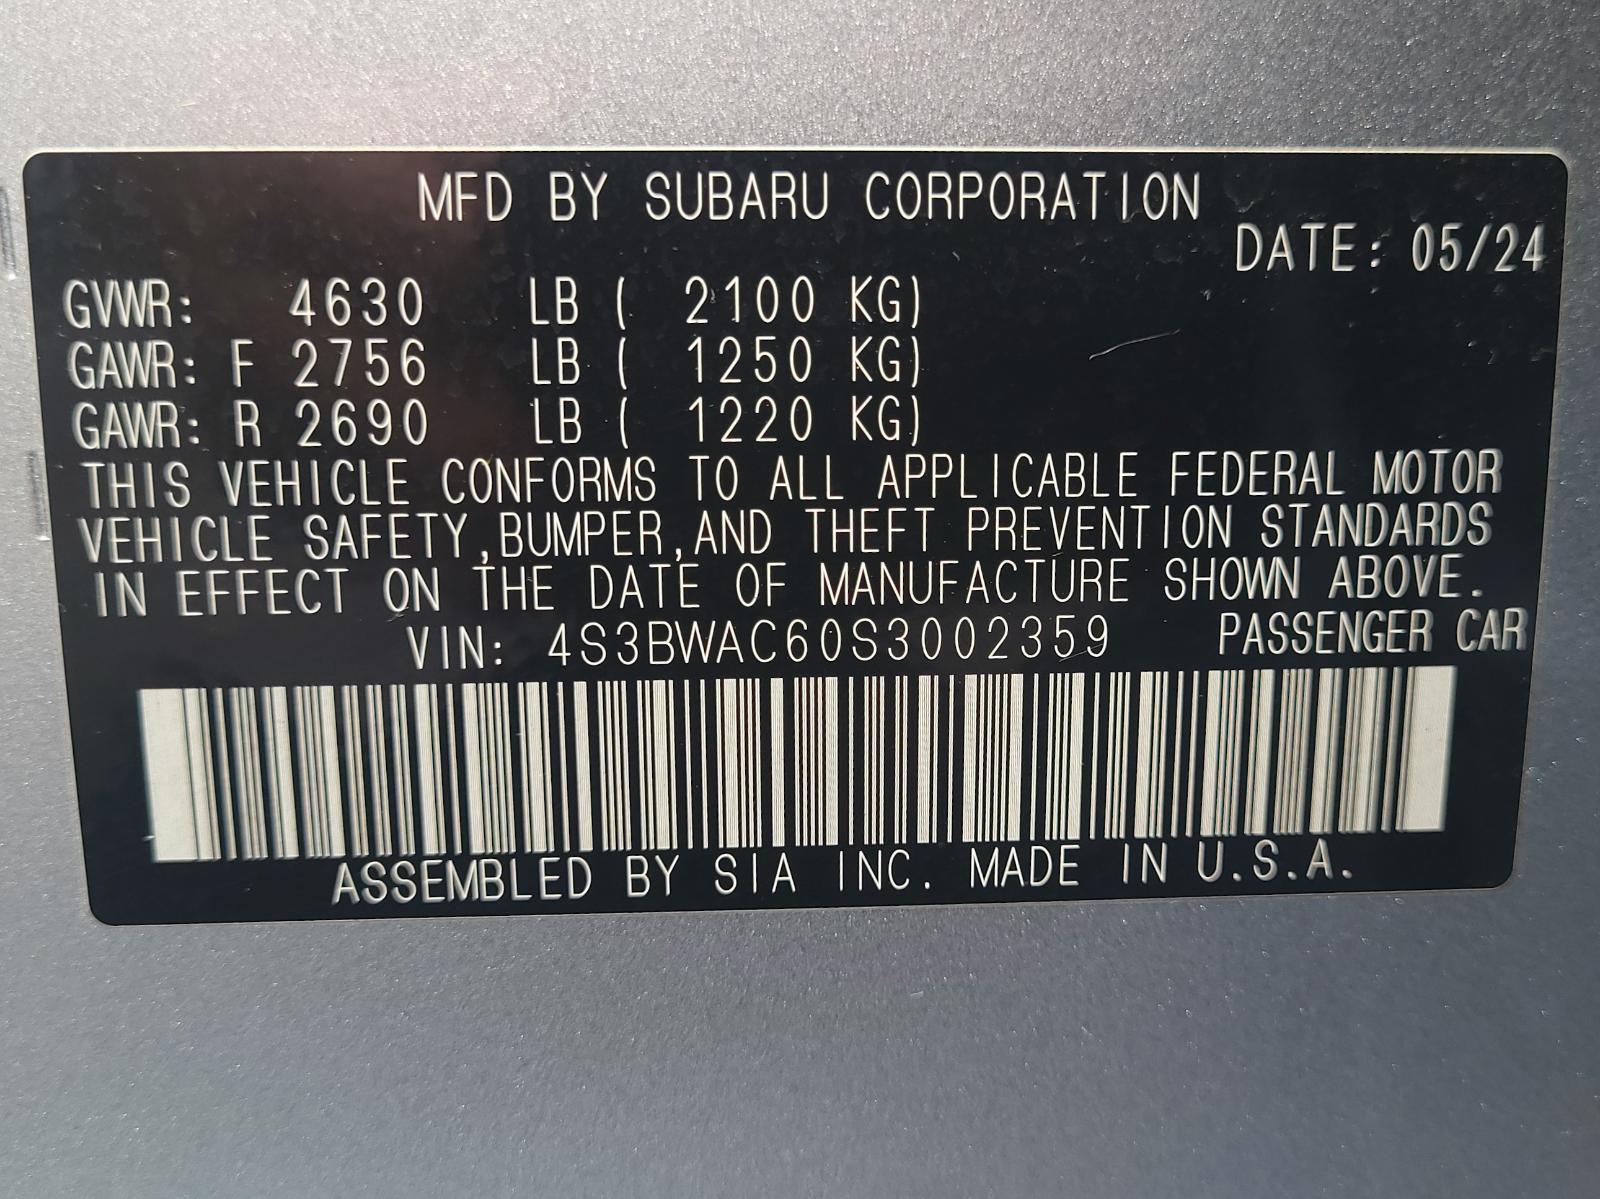 MFD BY SUBARU CORPORATION
DATE: 05/24
GVWR: 4630 LB ( 2100 KG)
GAWR: F 2756 LB ( 1250 KG)
GAWR: R 2690 LB ( 1220 KG)
THIS VEHICLE CONFORMS TO ALL APPLICABLE FEDERAL MOTOR
VEHICLE SAFETY,BUMPER,AND THEFT PREVENTION STANDARDS
IN EFFECT ON THE DATE OF MANUFACTURE SHOWN ABOVE.
VIN: 4S3BWAC60S3002359 PASSENGER CAR
ASSEMBLED BY SIA INC. MADE IN U.S.A.